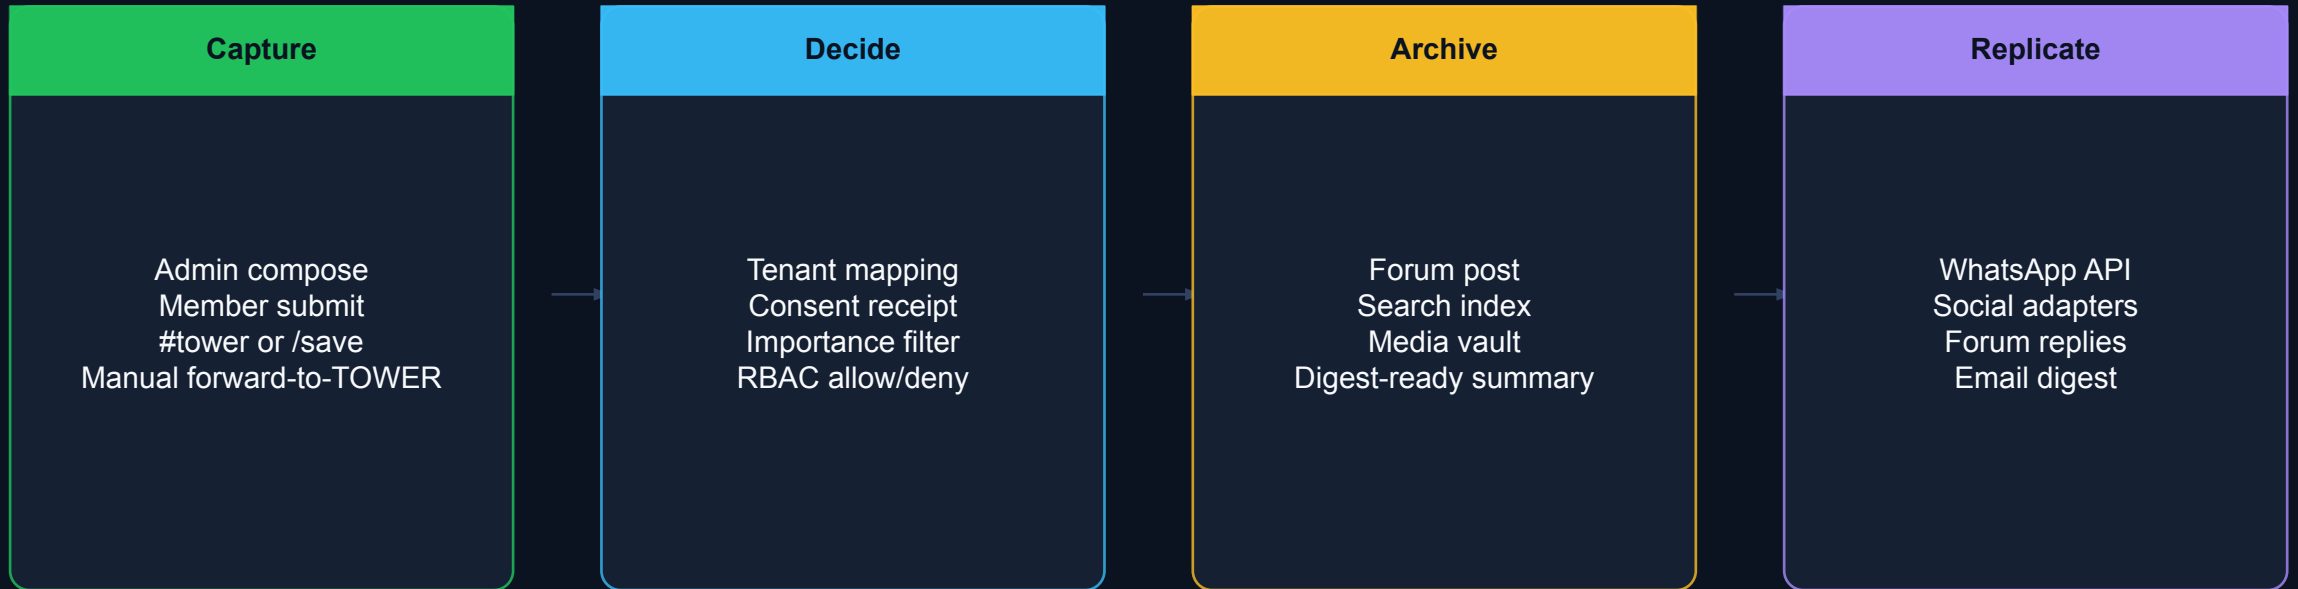 Capture
Admin compose
Member submit
#tower or /save
Manual forward-to-TOWER
Decide
Tenant mapping
Consent receipt
Importance filter
RBAC allow/deny
Archive
Forum post
Search index
Media vault
Digest-ready summary
Replicate
WhatsApp API
Social adapters
Forum replies
Email digest